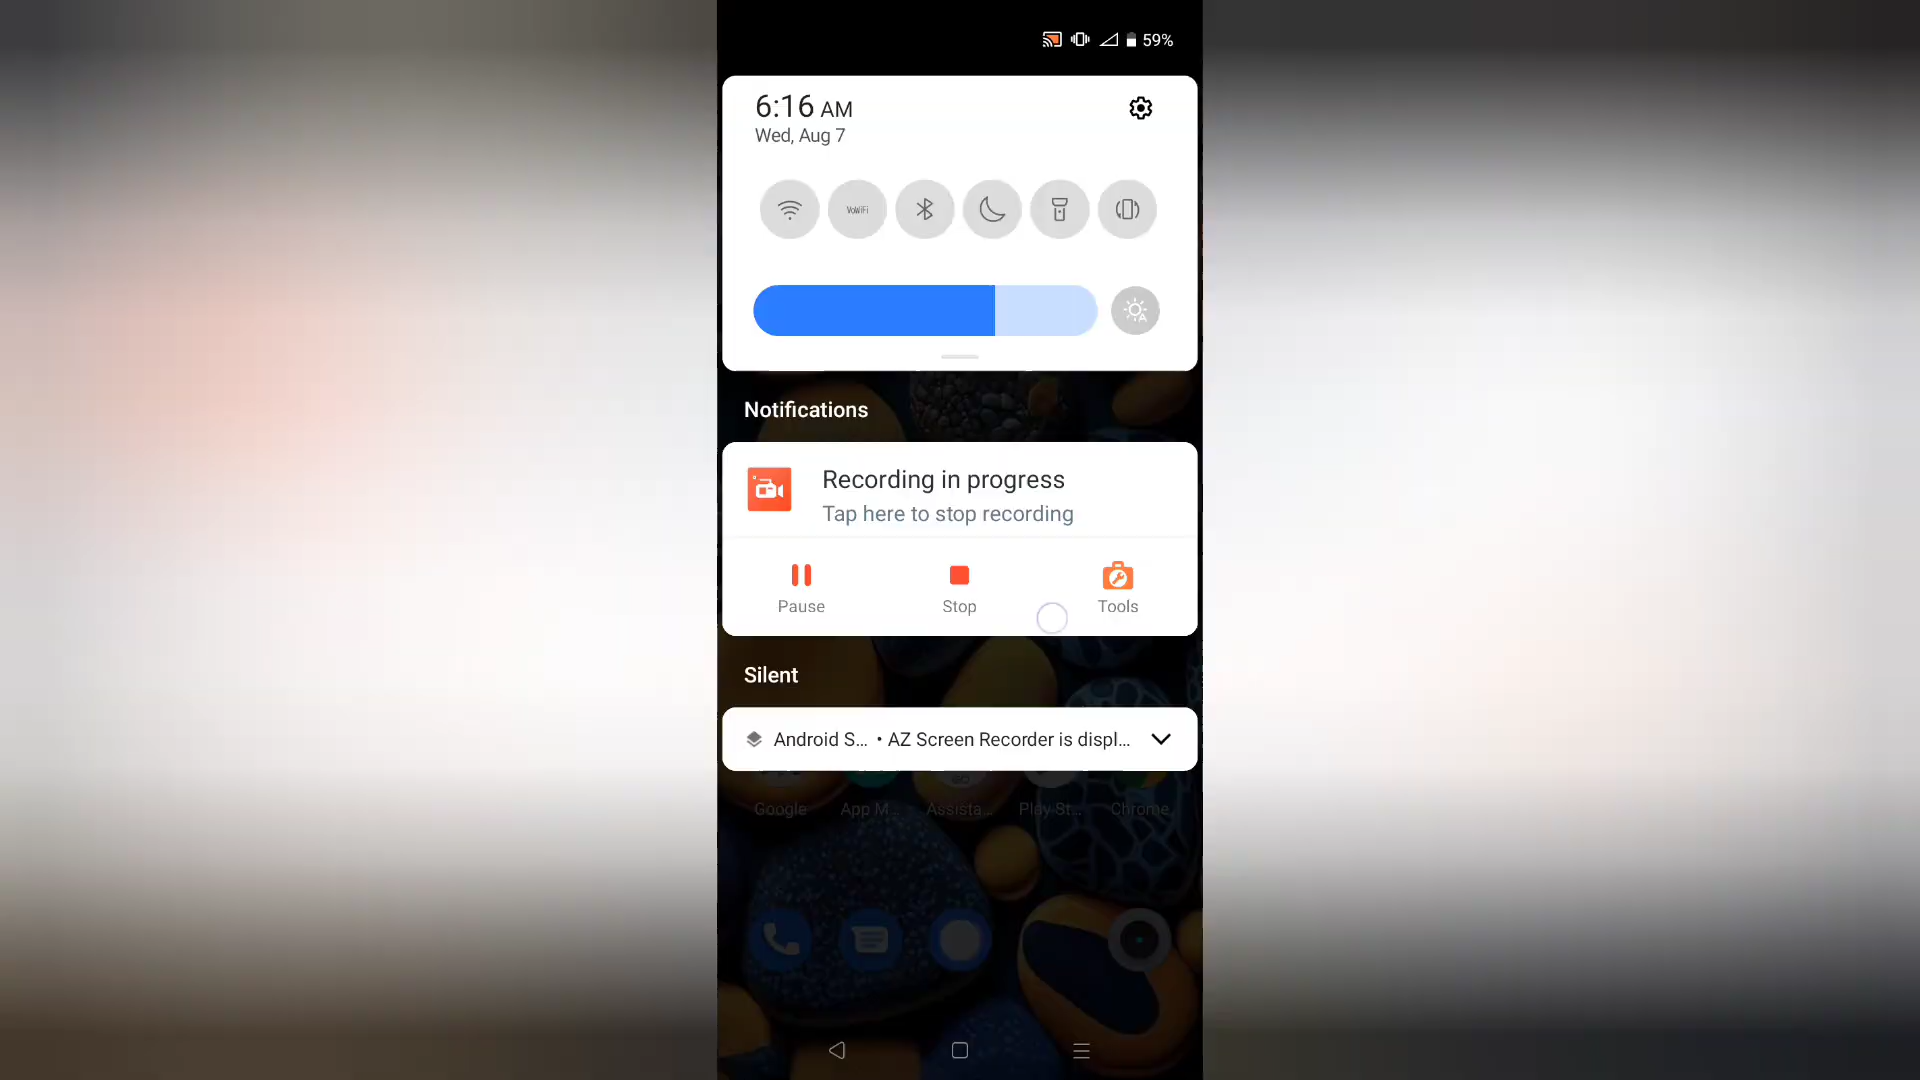 59%
6:16 AM
Wed, Aug 7
VoWiFi
Notifications
Recording in progress
Tap here to stop recording
Pause Stop Tools
Silent
Android S... • AZ Screen Recorder is displ...
Google App M... Assista... Play St... Chrome